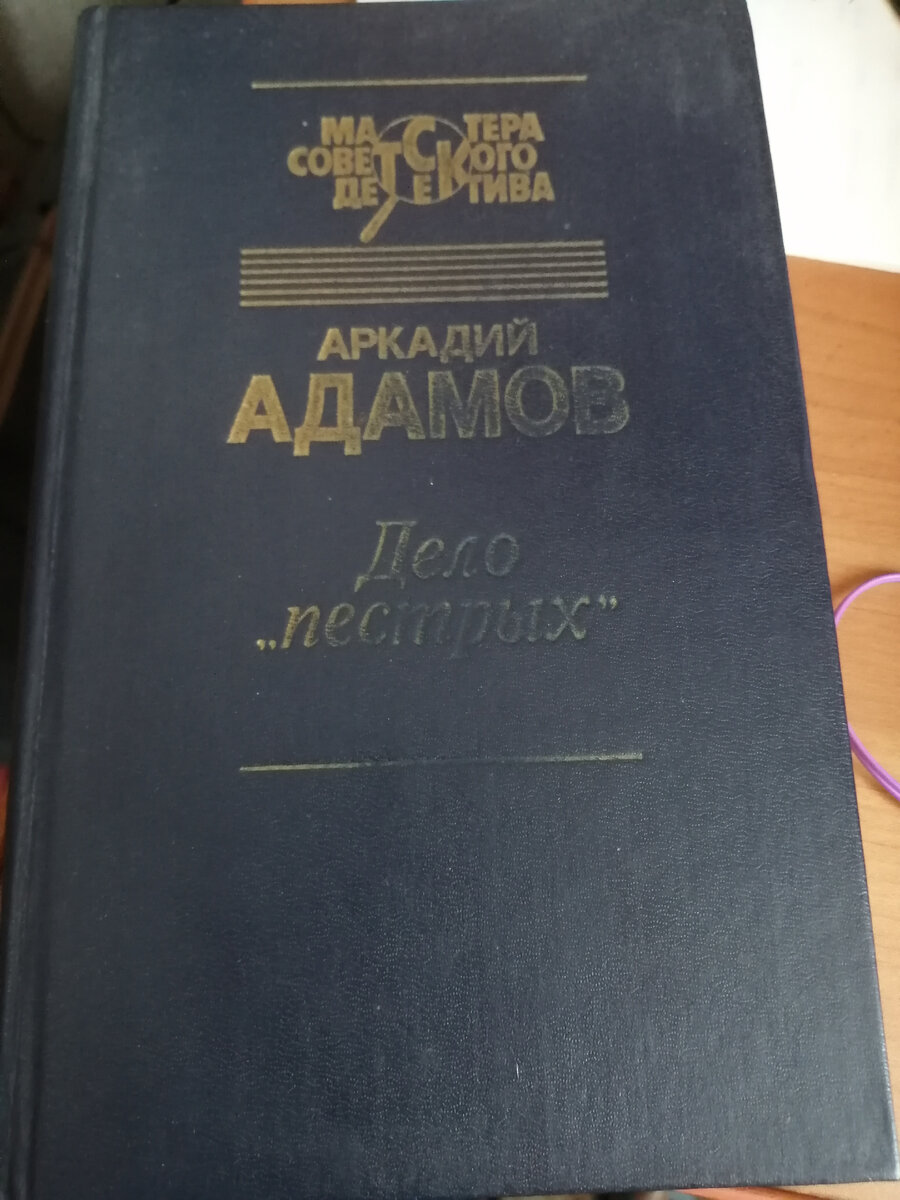 МАСТЕРА
СОВЕТСКОГО
ДЕТЕКТИВА
АРКАДИЙ
АДАМОВ
Дело
„пестрых”